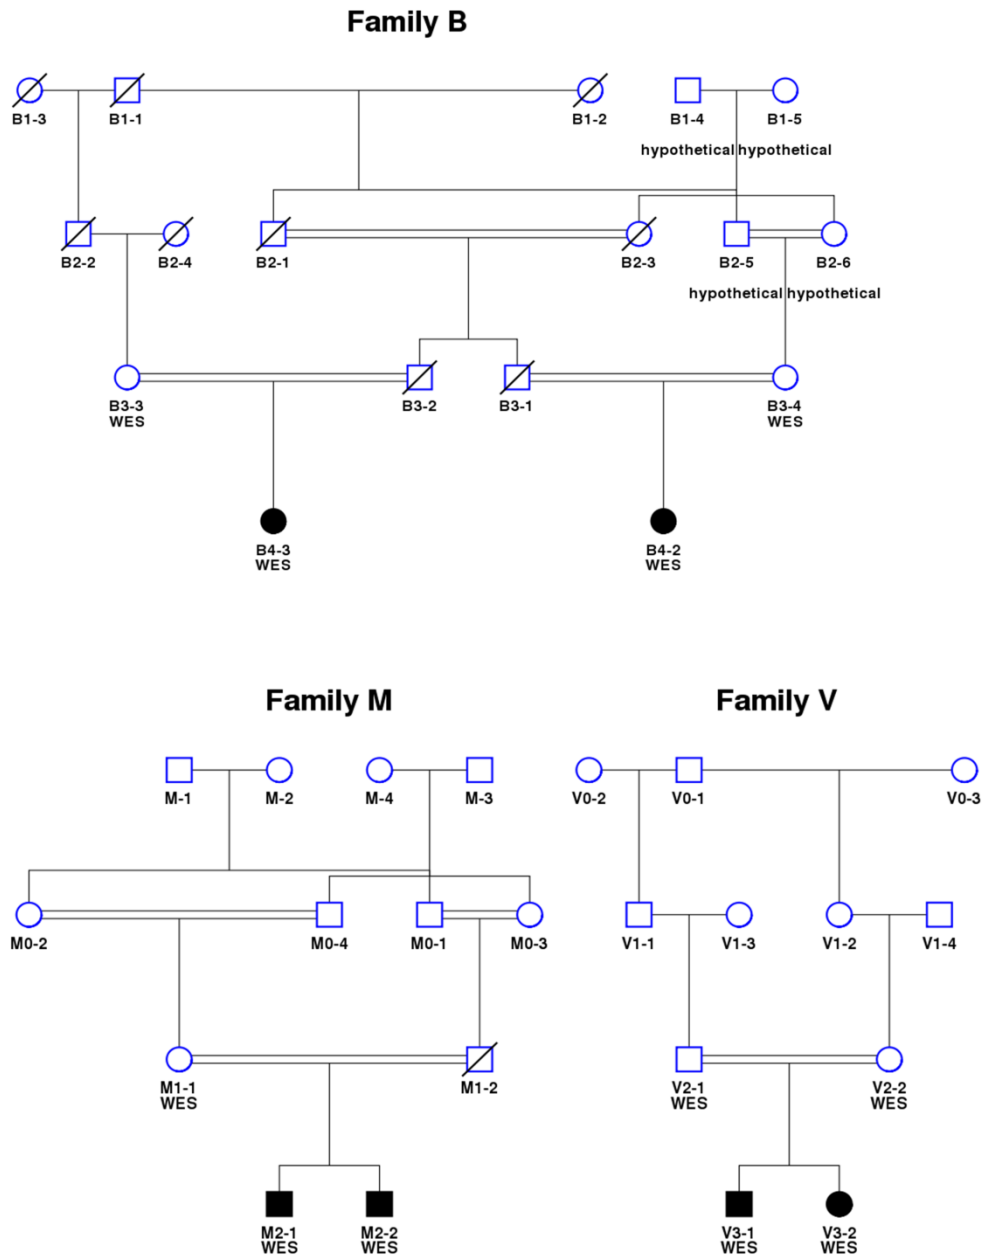 Family B
B1-3 B1-1 B1-2 B1-4 B1-5
hypothetical hypothetical
B2-2 B2-4 B2-1 B2-3 B2-5 B2-6
hypothetical hypothetical
B3-3 B3-2 B3-1 B3-4
WES WES
B4-3 B4-2
WES WES
Family M Family V
M-1 M-2 M-4 M-3 V0-2 V0-1 V0-3
M0-2 M0-4 M0-1 M0-3 V1-1 V1-3 V1-2 V1-4
M1-1 M1-2 V2-1 V2-2
WES WES WES
M2-1 M2-2 V3-1 V3-2
WES WES WES WES